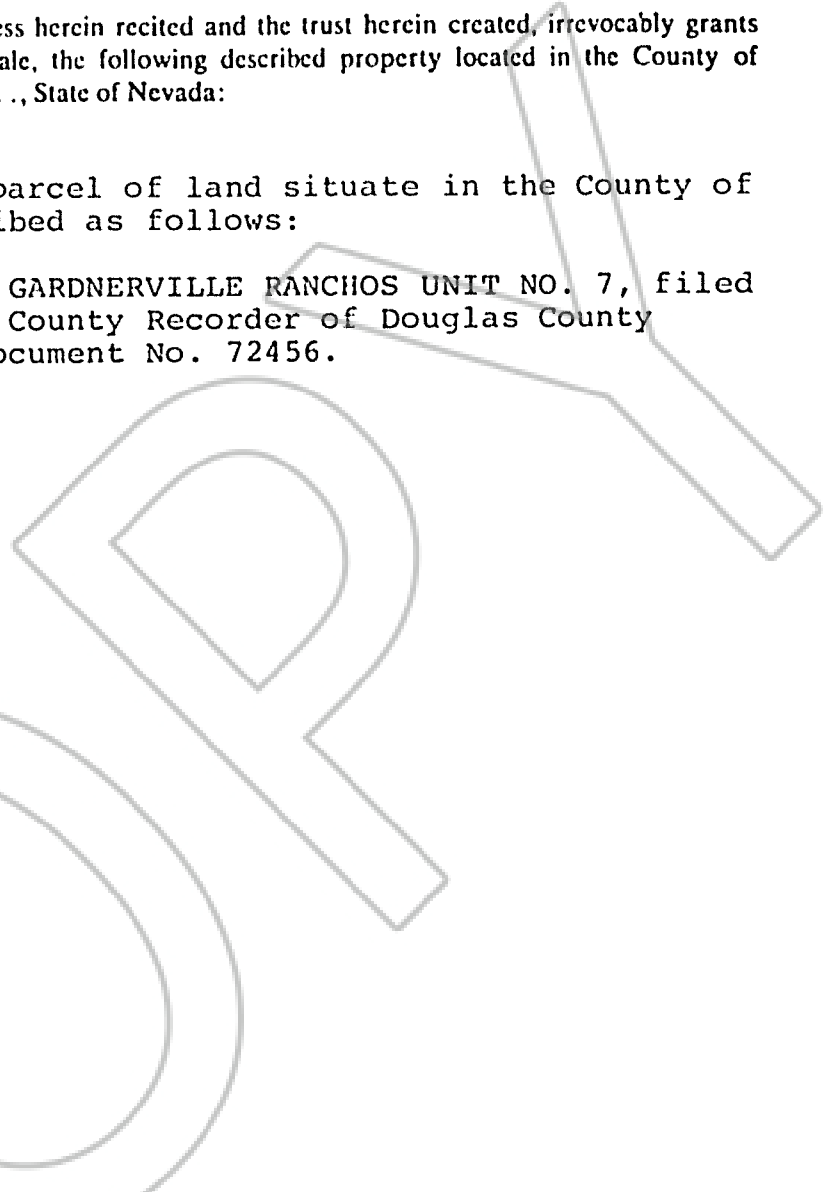 ess herein recited and the trust herein created, irrevocably grants
ale, the following described property located in the County of
. ., State of Nevada:
parcel of land situate in the County of
ibed as follows:
GARDNERVILLE RANCHOS UNIT NO. 7, filed
County Recorder of Douglas County
ocument No. 72456.
OPY